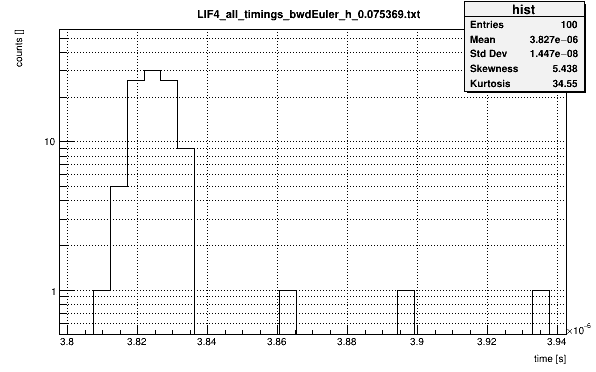 LIF4_all_timings_bwdEuler_h_0.075369.txt
hist
Entries 100
Mean 3.827e−06
Std Dev 1.447e−08
Skewness 5.438
Kurtosis 34.55
counts []
10
1
3.8 3.82 3.84 3.86 3.88 3.9 3.92 3.94
×10−6
time [s]